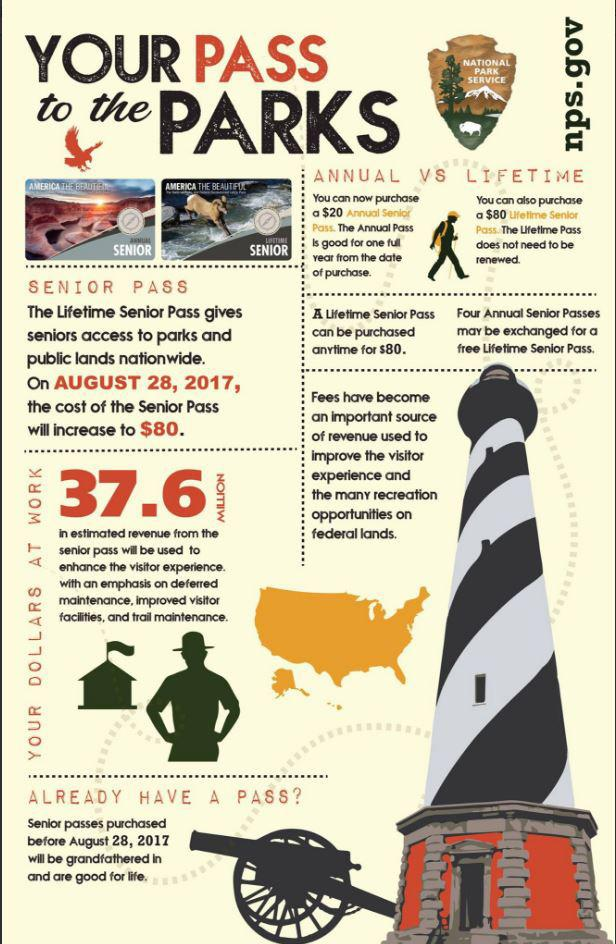 YOUR PASS
to the PARKS
NATIONAL
PARK
SERVICE
nps.gov
AMERICA THE BEAUTIFUL
ANNUAL
SENIOR
AMERICA THE BEAUTIFUL
LIFETIME
SENIOR
ANNUAL VS LIFETIME
You can now purchase
a $20 Annual Senior
Pass. The Annual Pass
is good for one full
year from the date
of purchase.
You can also purchase
a $80 Lifetime Senior
Pass. The Lifetime Pass
does not need to be
renewed.
SENIOR PASS
The Lifetime Senior Pass gives
seniors access to parks and
public lands nationwide.
On AUGUST 28, 2017,
the cost of the Senior Pass
will increase to $80.
A Lifetime Senior Pass
can be purchased
anytime for $80.
Four Annual Senior Passes
may be exchanged for a
free Lifetime Senior Pass.
Fees have become
an important source
of revenue used to
improve the visitor
experience and
the many recreation
opportunities on
federal lands.
YOUR DOLLARS AT WORK
37.6 MILLION
in estimated revenue from the
senior pass will be used to
enhance the visitor experience.
with an emphasis on deferred
maintenance, improved visitor
facilities, and trail maintenance.
ALREADY HAVE A PASS?
Senior passes purchased
before August 28, 2017
will be grandfathered in
and are good for life.